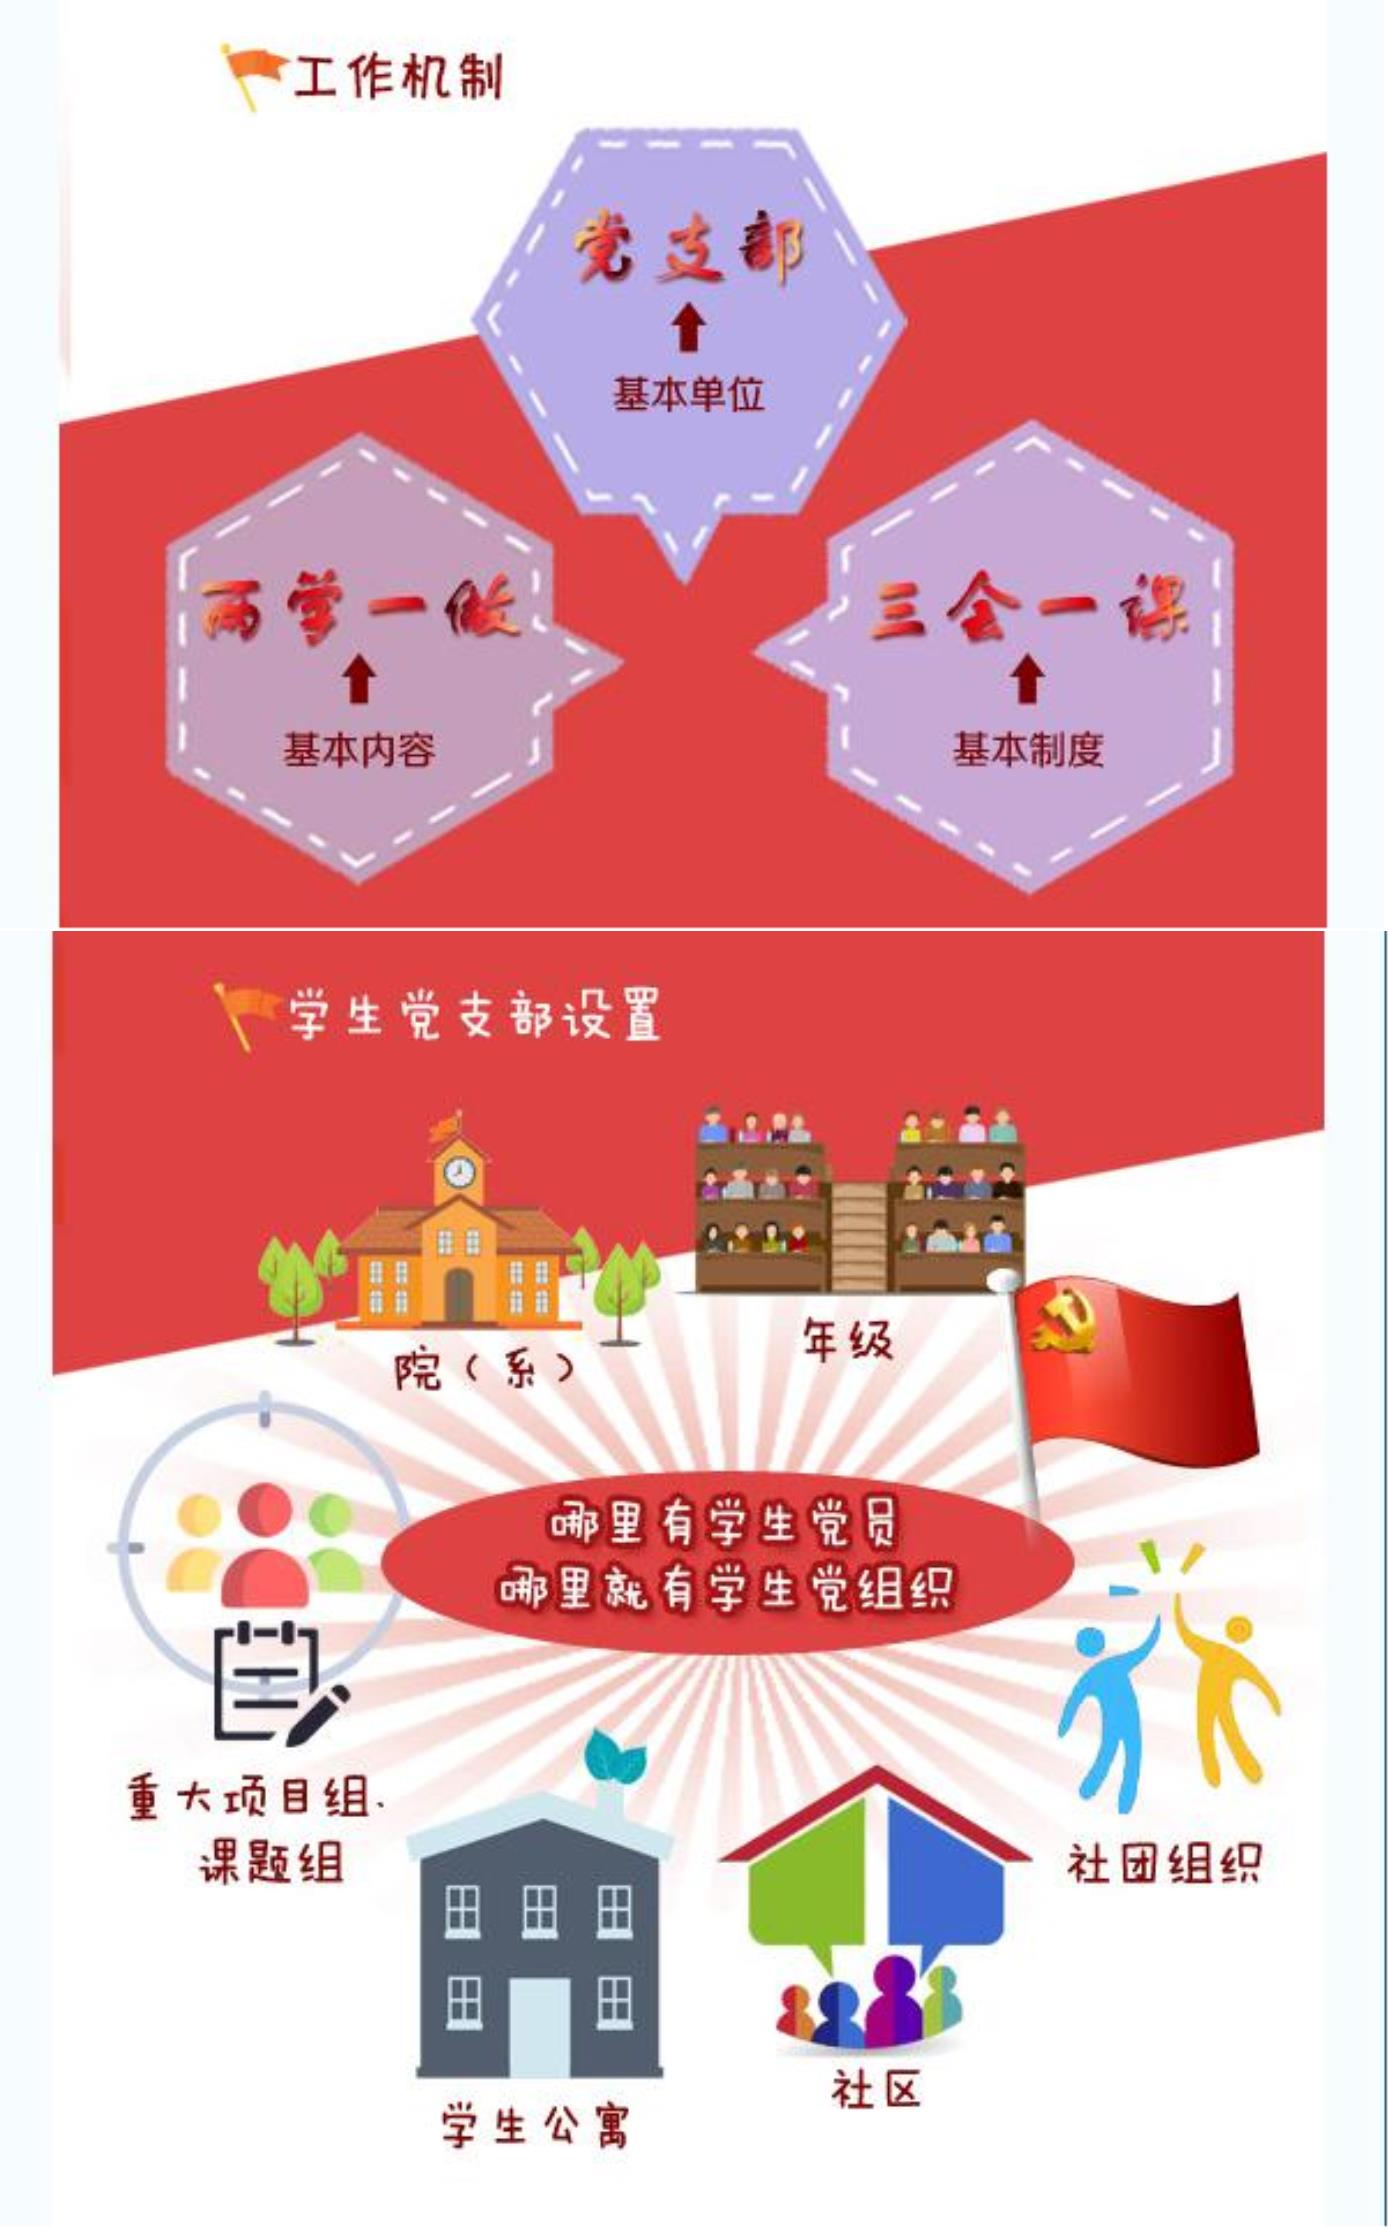 工作机制
党支部
基本单位
两学一做
基本内容
三会一课
基本制度
学生党支部设置
院（系）
年级
哪里有学生党员
哪里就有学生党组织
重大项目组、
课题组
社团组织
学生公寓
社区